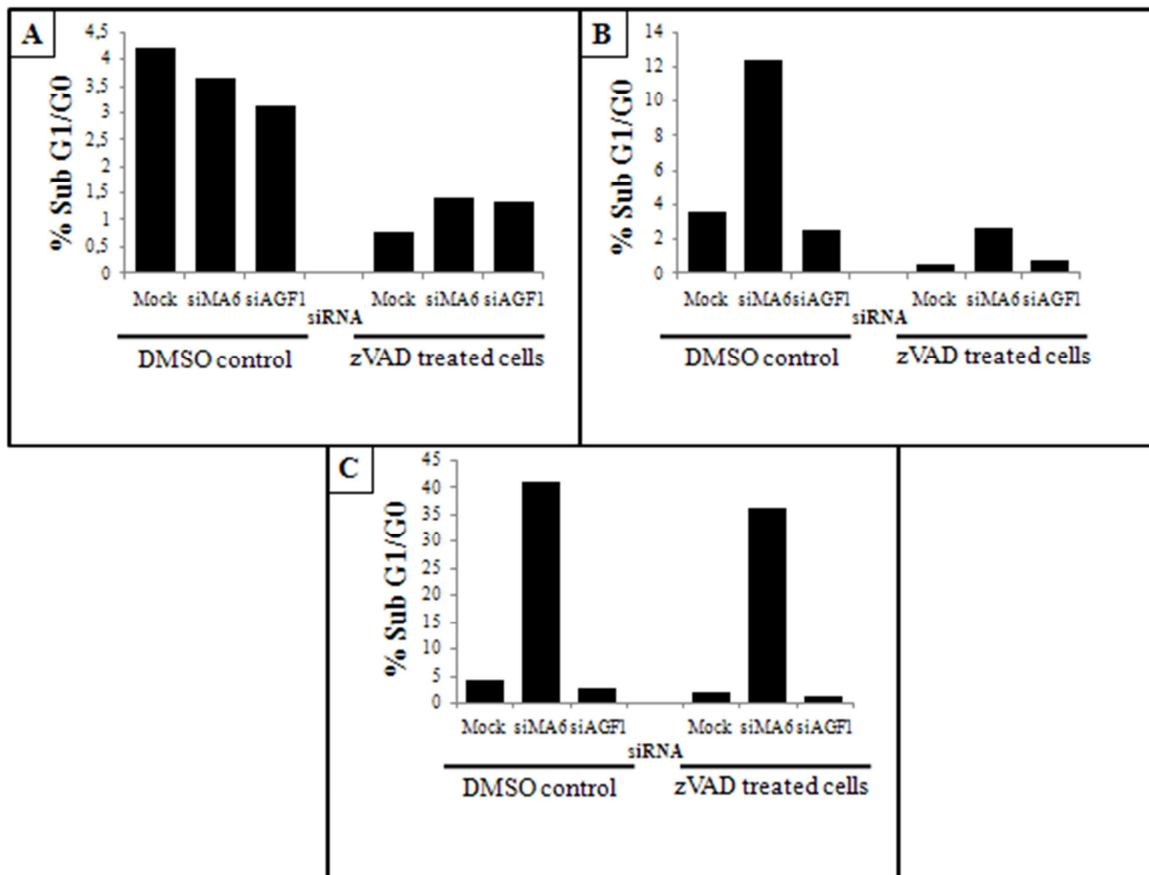 A
% Sub G1/G0
4,5
4
3,5
3
2,5
2
1,5
1
0,5
0
Mock siMA6 siAGF1 Mock siMA6 siAGF1
siRNA
DMSO control zVAD treated cells
B
% Sub G1/G0
14
12
10
8
6
4
2
0
Mock siMA6 siAGF1 Mock siMA6 siAGF1
siRNA
DMSO control zVAD treated cells
C
% Sub G1/G0
45
40
35
30
25
20
15
10
5
0
Mock siMA6 siAGF1 Mock siMA6 siAGF1
siRNA
DMSO control zVAD treated cells